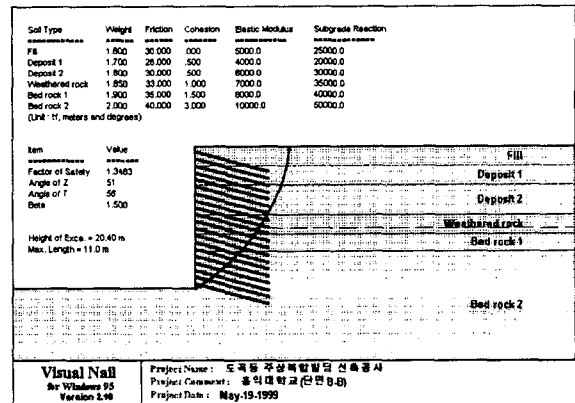 Soil Type Weight Friction Cohesion Elastic Modulus Subgrade Reaction
Fill 1.800 30.000 .000 5000.0 25000.0
Deposit 1 1.700 28.000 .500 4000.0 20000.0
Deposit 2 1.800 30.000 .500 6000.0 30000.0
Weathered rock 1.850 33.000 1.000 7000.0 35000.0
Bed rock 1 1.900 35.000 1.500 8000.0 40000.0
Bed rock 2 2.000 40.000 3.000 10000.0 50000.0
(Unit : tf, meters and degrees)
Item Value
Factor of Safety 1.3483
Angle of Z 51
Angle of T 56
Beta 1.500
Height of Exca. = 20.40 m
Max. Length = 11.0 m
Fill
Deposit 1
Deposit 2
Weathered rock
Bed rock 1
Bed rock 2
Visual Nail
for Windows 95
Version 2.10
Project Name : 도곡동 주상복합빌딩 신축공사
Project Comment : 홍익대학교(단면 B-B)
Project Date : May-19-1999